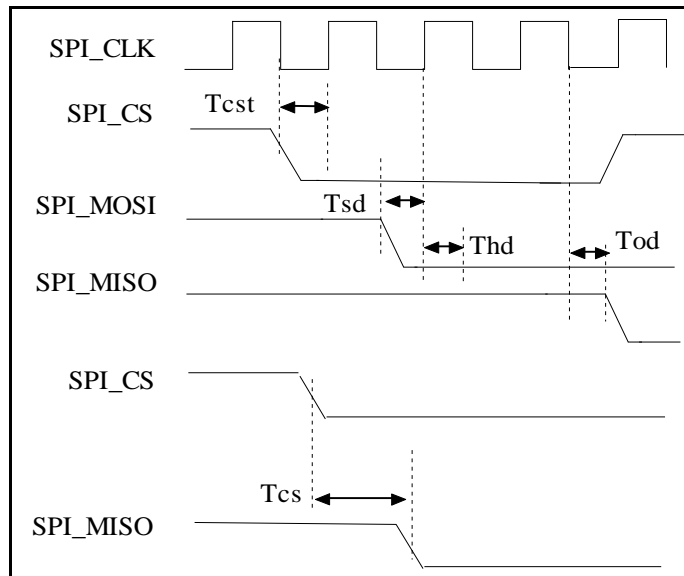 SPI_CLK
Tcst
SPI_CS
Tsd
SPI_MOSI
Thd
Tod
SPI_MISO
SPI_CS
Tcs
SPI_MISO